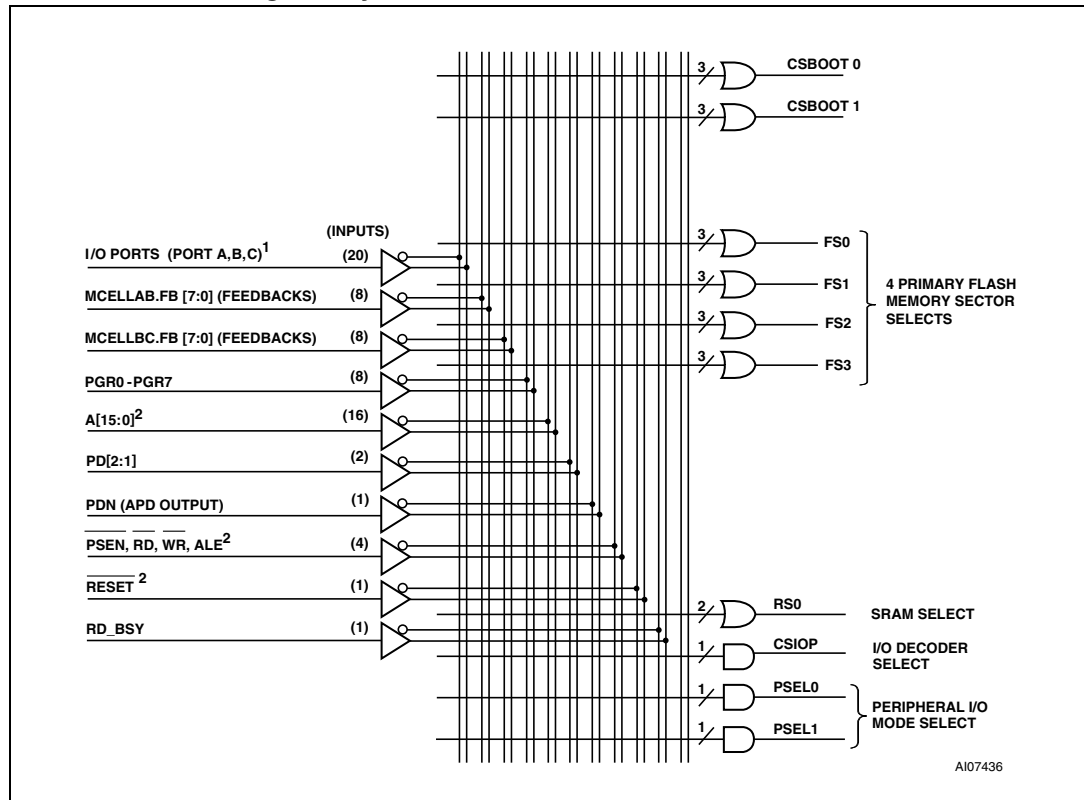 3 CSBOOT 0
3 CSBOOT 1
(INPUTS)
I/O PORTS (PORT A,B,C)1 (20)
MCELLAB.FB [7:0] (FEEDBACKS) (8)
MCELLBC.FB [7:0] (FEEDBACKS) (8)
PGR0 -PGR7 (8)
A[15:0]2 (16)
PD[2:1] (2)
PDN (APD OUTPUT) (1)
PSEN, RD, WR, ALE2 (4)
RESET 2 (1)
RD_BSY (1)
3 FS0
3 FS1
3 FS2
3 FS3
4 PRIMARY FLASH
MEMORY SECTOR
SELECTS
2 RS0 SRAM SELECT
1 CSIOP I/O DECODER
SELECT
1 PSEL0
1 PSEL1
PERIPHERAL I/O
MODE SELECT
AI07436